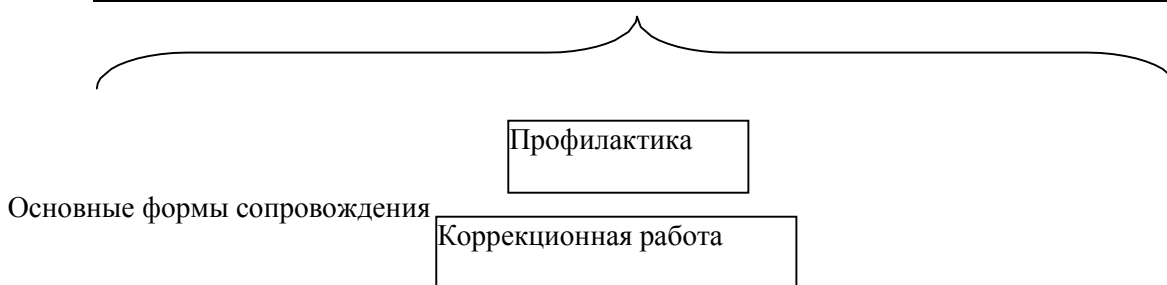 Профилактика
Основные формы сопровождения
Коррекционная работа